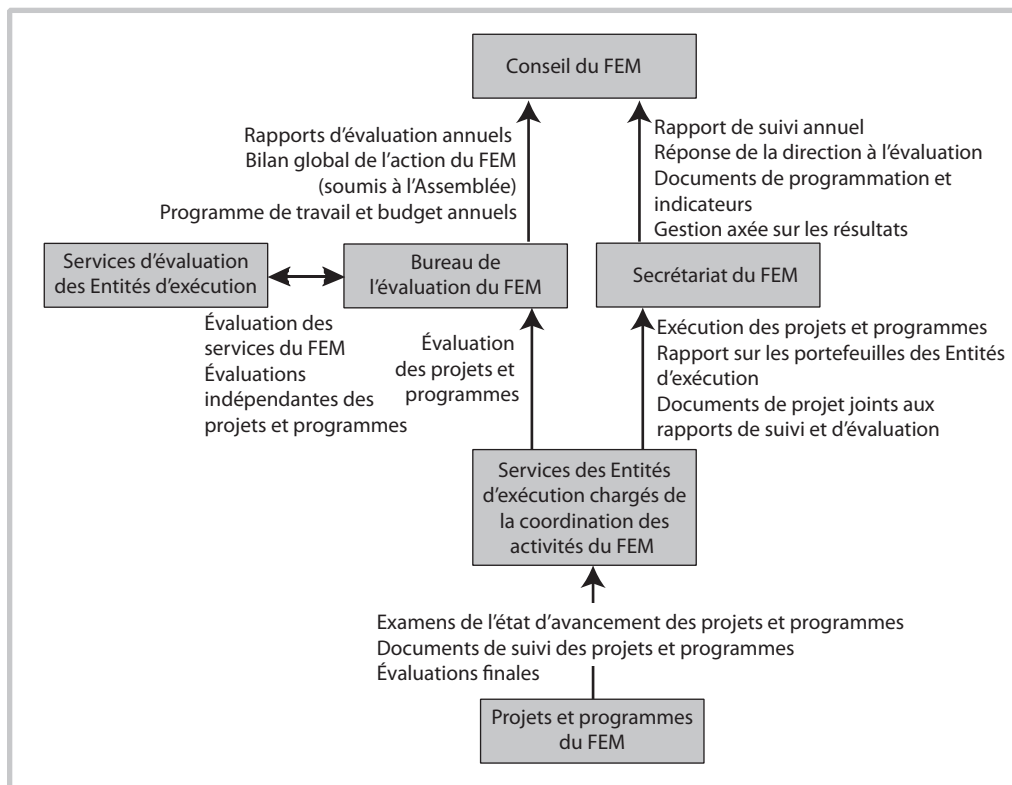 Conseil du FEM
Rapports d’évaluation annuels
Bilan global de l’action du FEM
(soumis à l’Assemblée)
Programme de travail et budget annuels
Rapport de suivi annuel
Réponse de la direction à l’évaluation
Documents de programmation et
indicateurs
Gestion axée sur les résultats
Services d’évaluation
des Entités d’exécution
Bureau de
l’évaluation du FEM
Secrétariat du FEM
Évaluation des
services du FEM
Évaluations
indépendantes des
projets et programmes
Évaluation
des projets et
programmes
Exécution des projets et programmes
Rapport sur les portefeuilles des Entités
d’exécution
Documents de projet joints aux
rapports de suivi et d’évaluation
Services des Entités
d’exécution chargés de
la coordination des
activités du FEM
Examens de l’état d’avancement des projets et programmes
Documents de suivi des projets et programmes
Évaluations finales
Projets et programmes
du FEM